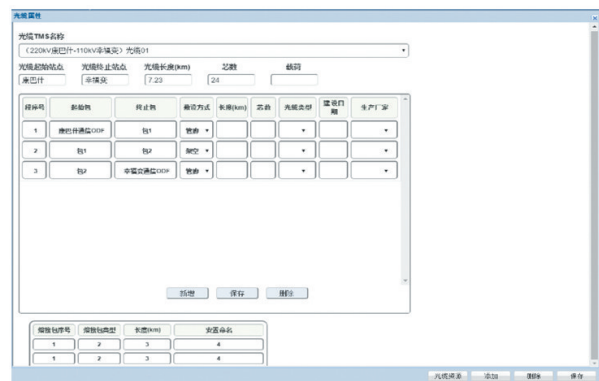 光缆属性
光缆TMS名称
（220kV康巴什-110kV幸福变）光缆01
光缆起始站点 光缆终止站点 光缆长度(km) 芯数 载荷
康巴什 幸福变 7.23 24
段序号 起始包 终止包 敷设方式 长度(km) 芯数 光缆类型 建设日期 生产厂家
1 康巴什通信ODF 包1 管廊
2 包1 包2 架空
3 包2 幸福变通信ODF 管廊
新增 保存 删除
熔接包序号 熔接包类型 长度(km) 安置命名
1 2 3 4
1 2 3 4
光缆资源 添加 删除 保存